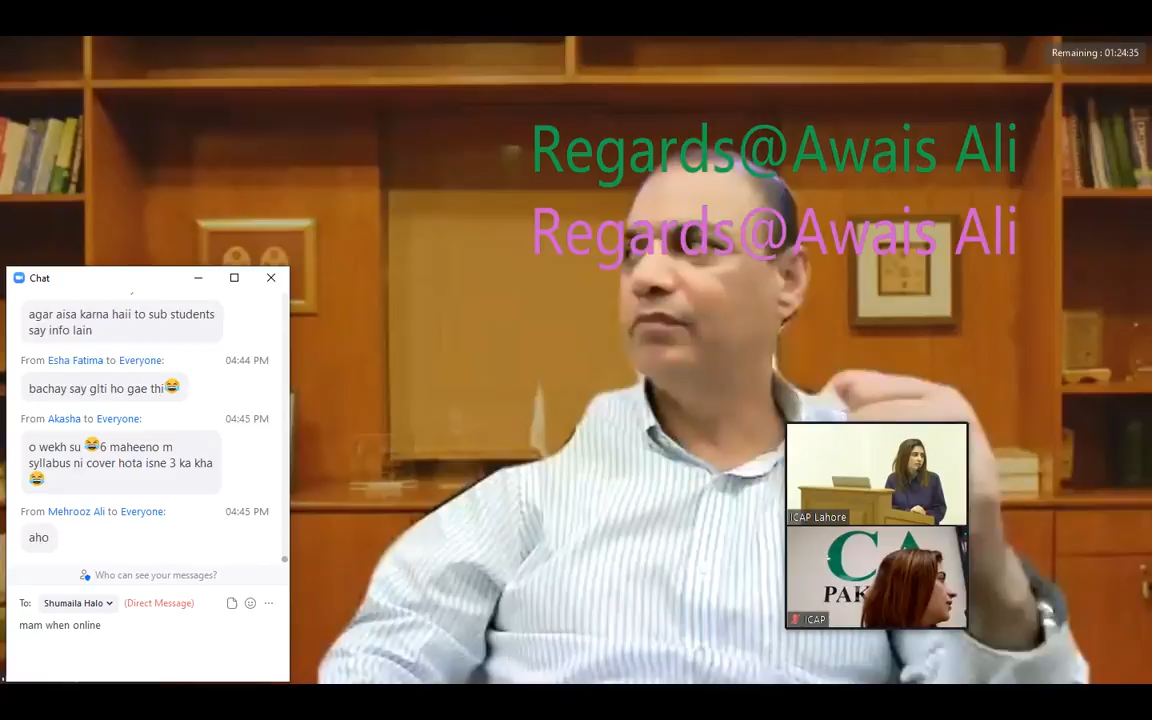 Remaining : 01:24:35
Regards@Awais Ali
Regards@Awais Ali
Chat
agar aisa karna haii to sub students
say info lain
From Esha Fatima to Everyone:
04:44 PM
bachay say glti ho gae thi😂
From Akasha to Everyone:
04:45 PM
o wekh su 😂6 maheeno m
syllabus ni cover hota isne 3 ka kha
😂
From Mehrooz Ali to Everyone:
04:45 PM
aho
Who can see your messages?
To: Shumaila Halo (Direct Message)
mam when online
ICAP Lahore
CA
PAK
ICAP